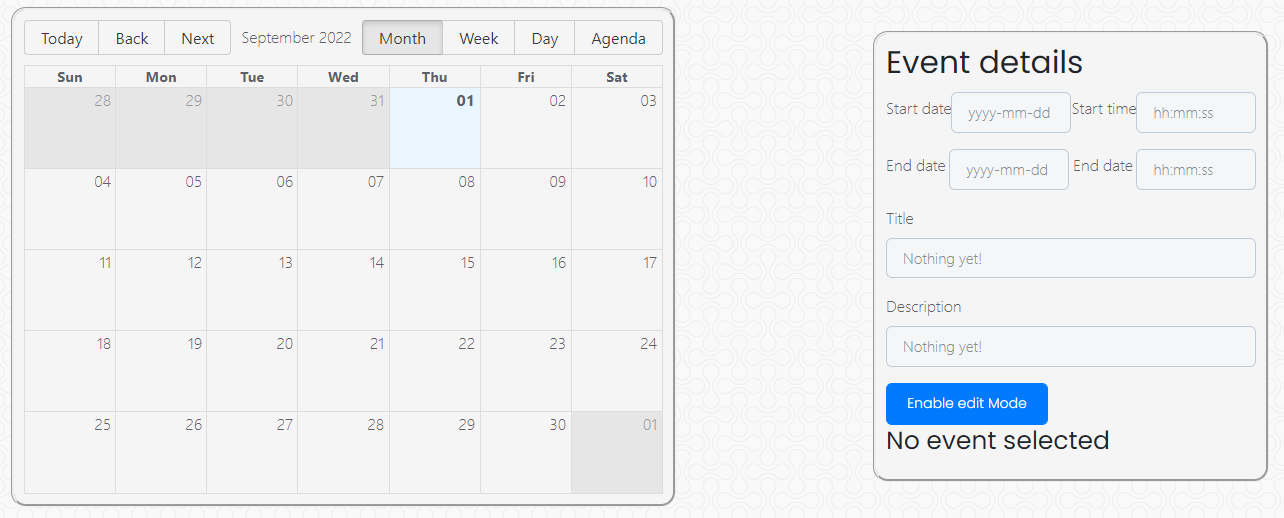 Today Back Next September 2022 Month Week Day Agenda
Sun Mon Tue Wed Thu Fri Sat
28 29 30 31 01 02 03
04 05 06 07 08 09 10
11 12 13 14 15 16 17
18 19 20 21 22 23 24
25 26 27 28 29 30 01
Event details
Start date yyyy-mm-dd Start time hh:mm:ss
End date yyyy-mm-dd End date hh:mm:ss
Title
Nothing yet!
Description
Nothing yet!
Enable edit Mode
No event selected